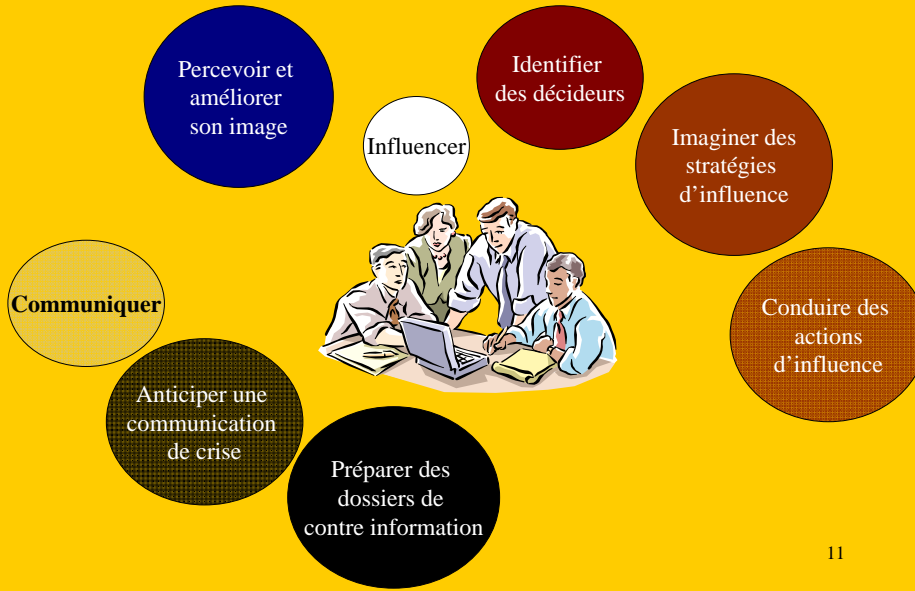 Percevoir et
améliorer
son image
Influencer
Identifier
des décideurs
Imaginer des
stratégies
d’influence
Conduire des
actions
d’influence
Communiquer
Anticiper une
communication
de crise
Préparer des
dossiers de
contre information
11